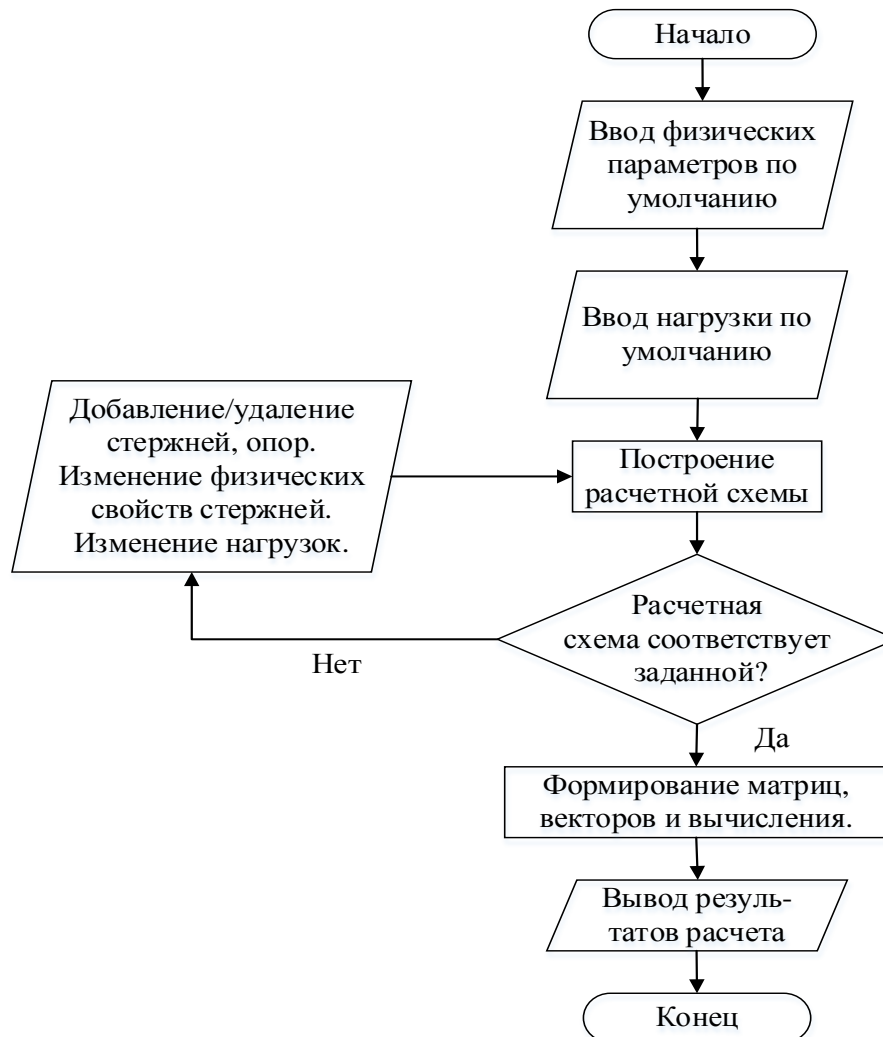 Начало
Ввод физических
параметров по
умолчанию
Ввод нагрузки по
умолчанию
Добавление/удаление
стержней, опор.
Изменение физических
свойств стержней.
Изменение нагрузок.
Построение
расчетной схемы
Расчетная
схема соответствует
заданной?
Нет
Да
Формирование матриц,
векторов и вычисления.
Вывод резуль-
татов расчета
Конец